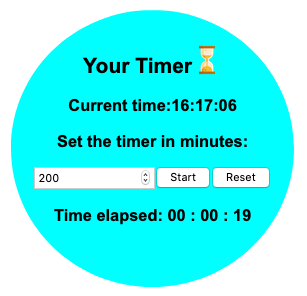 Your Timer⏳
Current time:16:17:06
Set the timer in minutes:
200 Start Reset
Time elapsed: 00 : 00 : 19